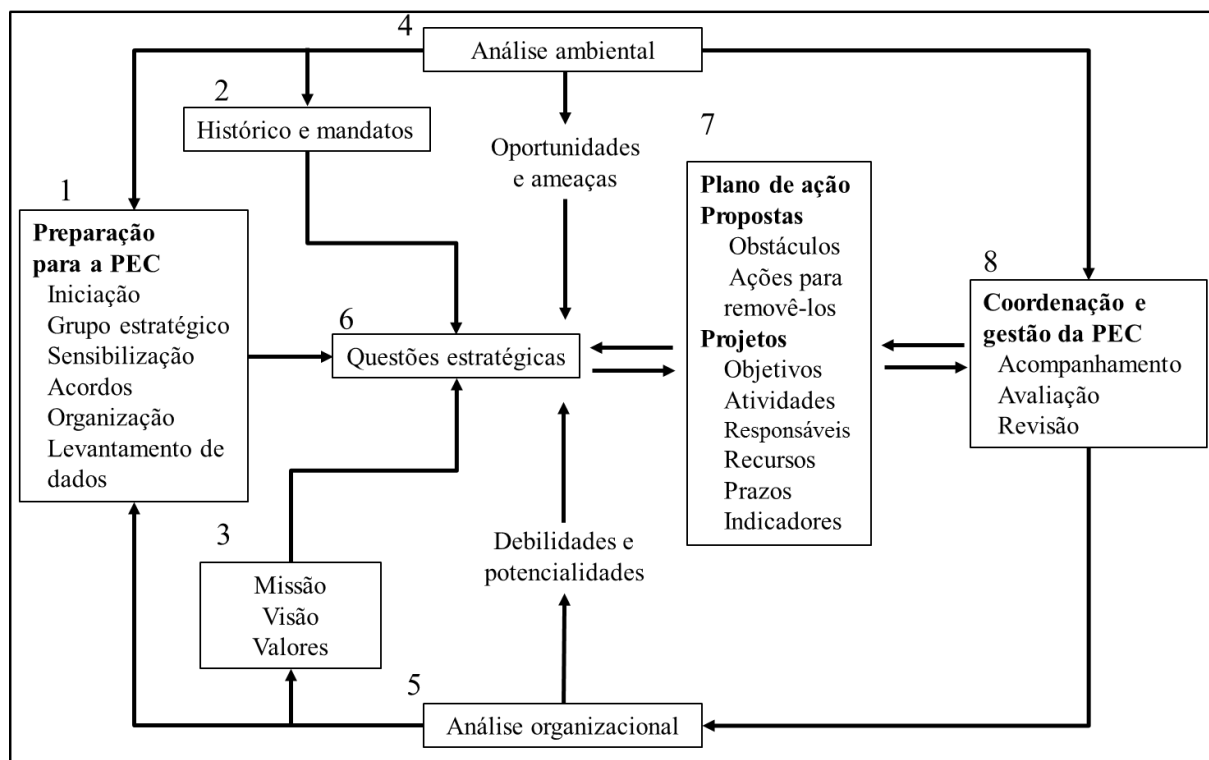 4
Análise ambiental
2
Histórico e mandatos
Oportunidades
e ameaças
1
Preparação
para a PEC
Iniciação
Grupo estratégico
Sensibilização
Acordos
Organização
Levantamento de
dados
6
Questões estratégicas
7
Plano de ação
Propostas
Obstáculos
Ações para
removê-los
Projetos
Objetivos
Atividades
Responsáveis
Recursos
Prazos
Indicadores
8
Coordenação e
gestão da PEC
Acompanhamento
Avaliação
Revisão
3
Missão
Visão
Valores
Debilidades e
potencialidades
5
Análise organizacional